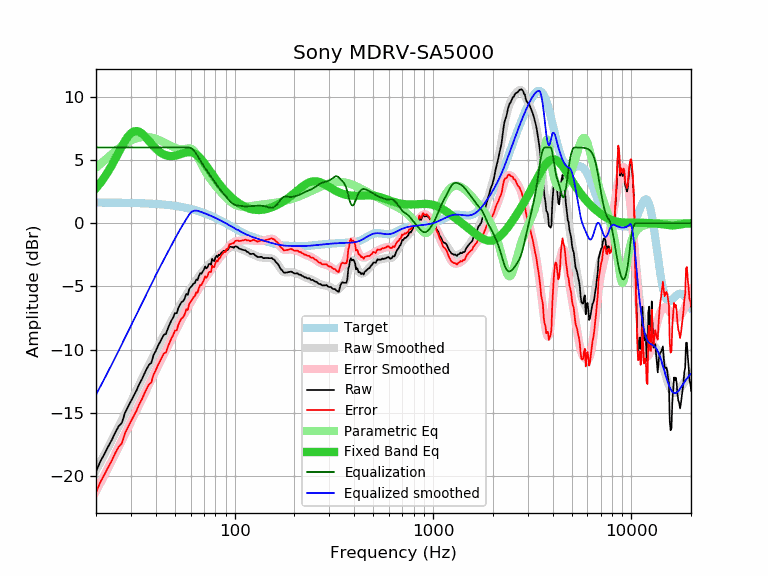 Sony MDRV-SA5000
Amplitude (dBr)
10
5
0
−5
−10
−15
−20
Target
Raw Smoothed
Error Smoothed
Raw
Error
Parametric Eq
Fixed Band Eq
Equalization
Equalized smoothed
100
1000
10000
Frequency (Hz)